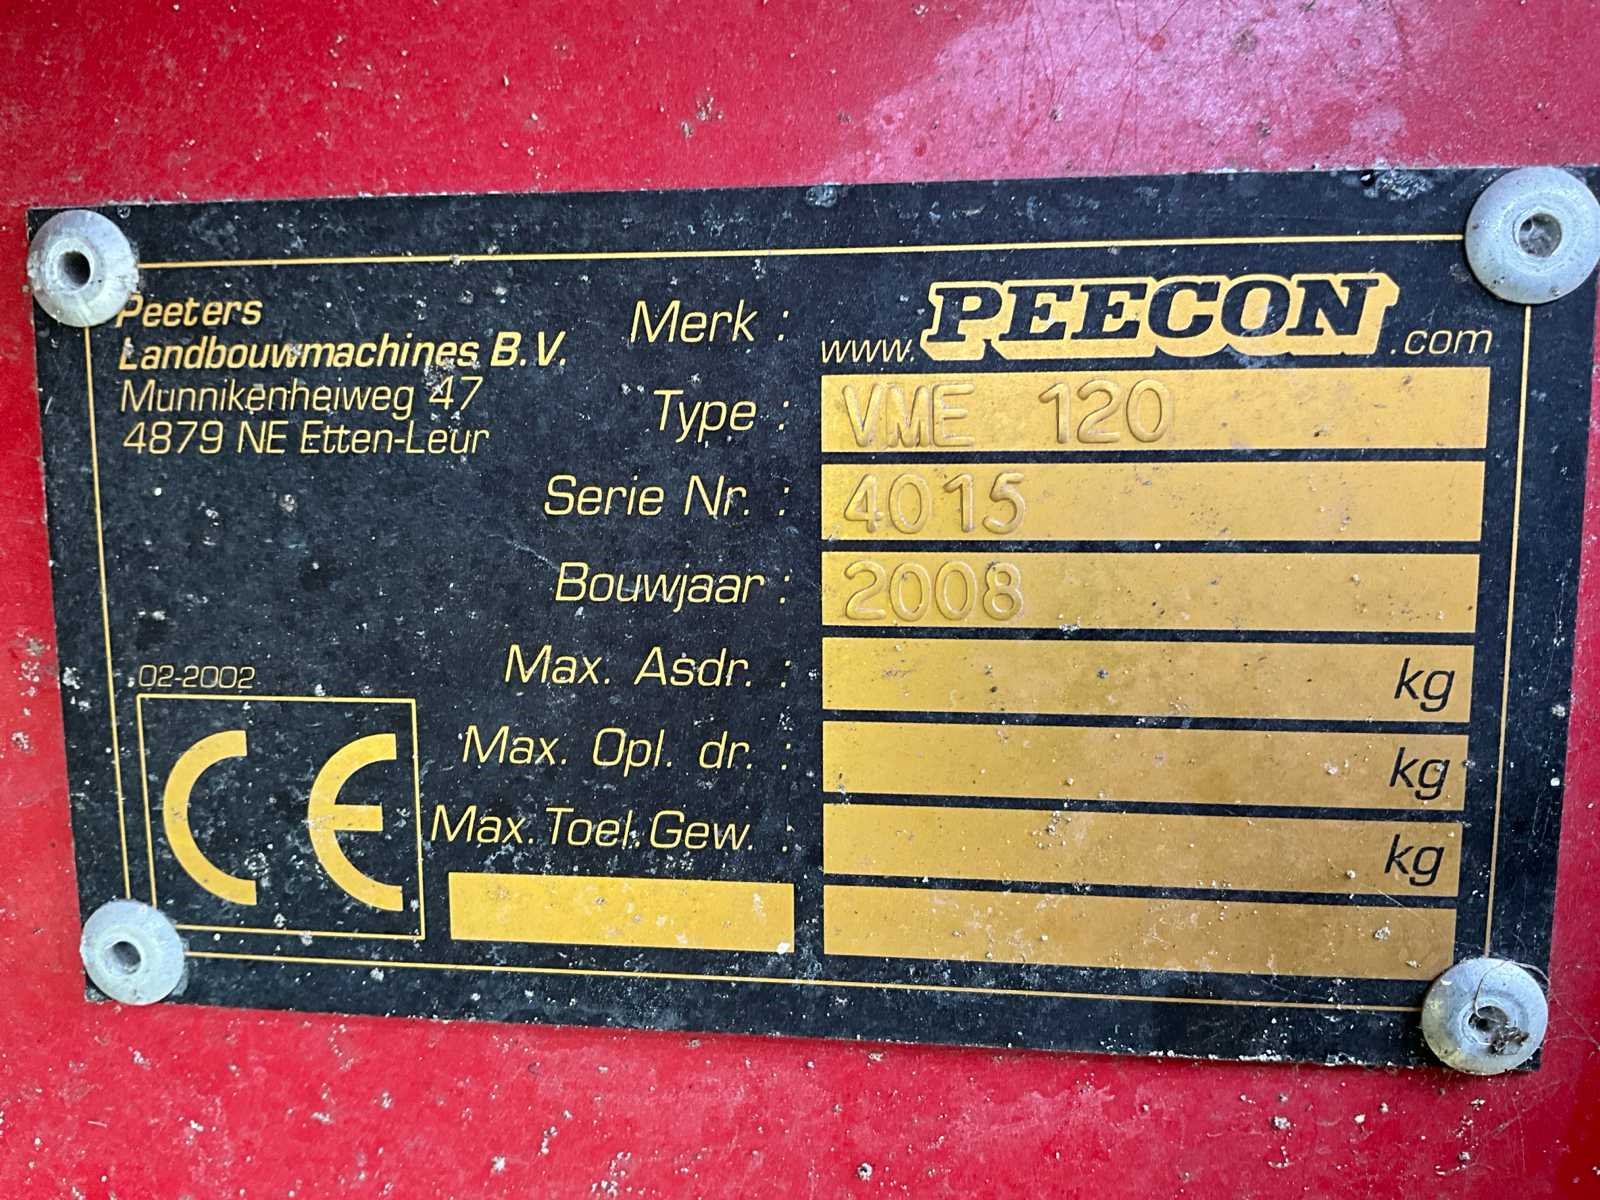 Peeters
Landbouwmachines B.V.
Munnikenheiweg 47
4879 NE Etten-Leur
Merk : www.PEECON.com
Type : VME 120
Serie Nr. : 4015
Bouwjaar : 2008
Max. Asdr. : kg
Max. Opl. dr. : kg
Max. Toel. Gew. : kg
02-2002
CE